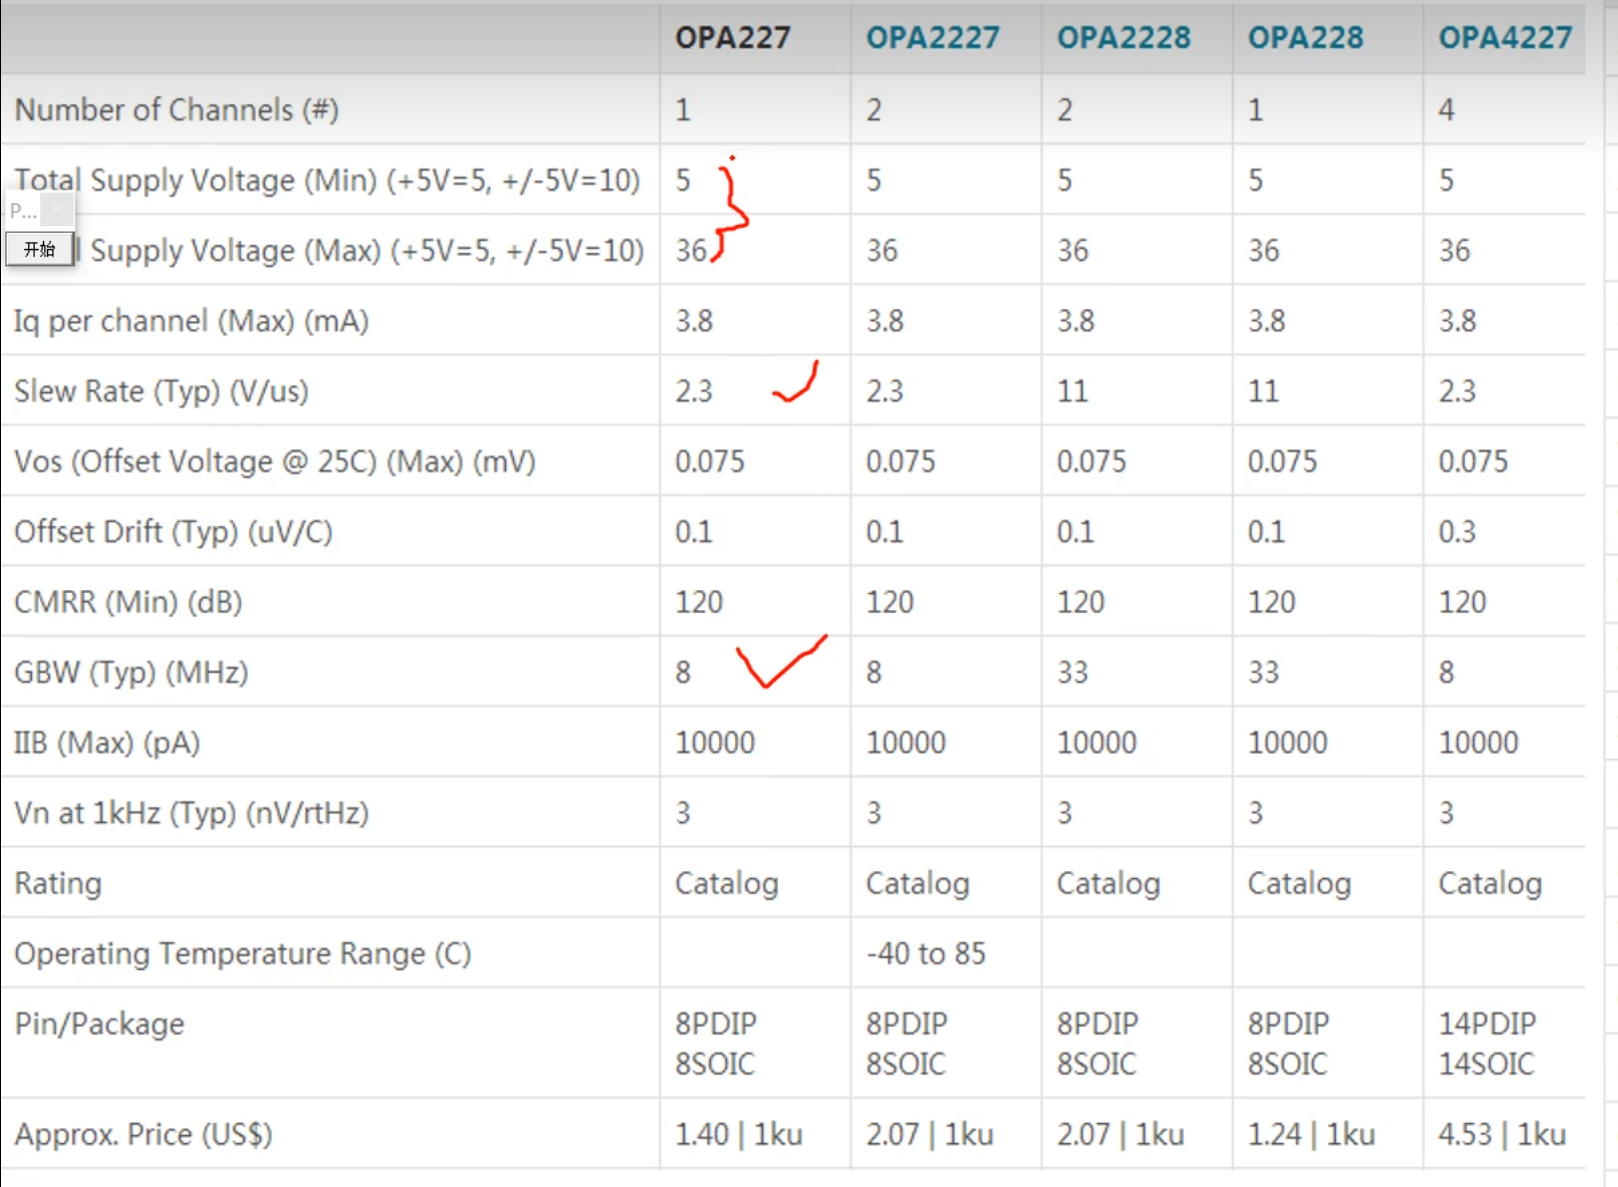 OPA227 OPA2227 OPA2228 OPA228 OPA4227
Number of Channels (#) 1 2 2 1 4
Total Supply Voltage (Min) (+5V=5, +/-5V=10) 5 5 5 5 5
P...
开始
l Supply Voltage (Max) (+5V=5, +/-5V=10) 36 36 36 36 36
Iq per channel (Max) (mA) 3.8 3.8 3.8 3.8 3.8
Slew Rate (Typ) (V/us) 2.3 2.3 11 11 2.3
Vos (Offset Voltage @ 25C) (Max) (mV) 0.075 0.075 0.075 0.075 0.075
Offset Drift (Typ) (uV/C) 0.1 0.1 0.1 0.1 0.3
CMRR (Min) (dB) 120 120 120 120 120
GBW (Typ) (MHz) 8 8 33 33 8
IIB (Max) (pA) 10000 10000 10000 10000 10000
Vn at 1kHz (Typ) (nV/rtHz) 3 3 3 3 3
Rating Catalog Catalog Catalog Catalog Catalog
Operating Temperature Range (C) -40 to 85
Pin/Package 8PDIP 8PDIP 8PDIP 8PDIP 14PDIP
8SOIC 8SOIC 8SOIC 8SOIC 14SOIC
Approx. Price (US$) 1.40 | 1ku 2.07 | 1ku 2.07 | 1ku 1.24 | 1ku 4.53 | 1ku